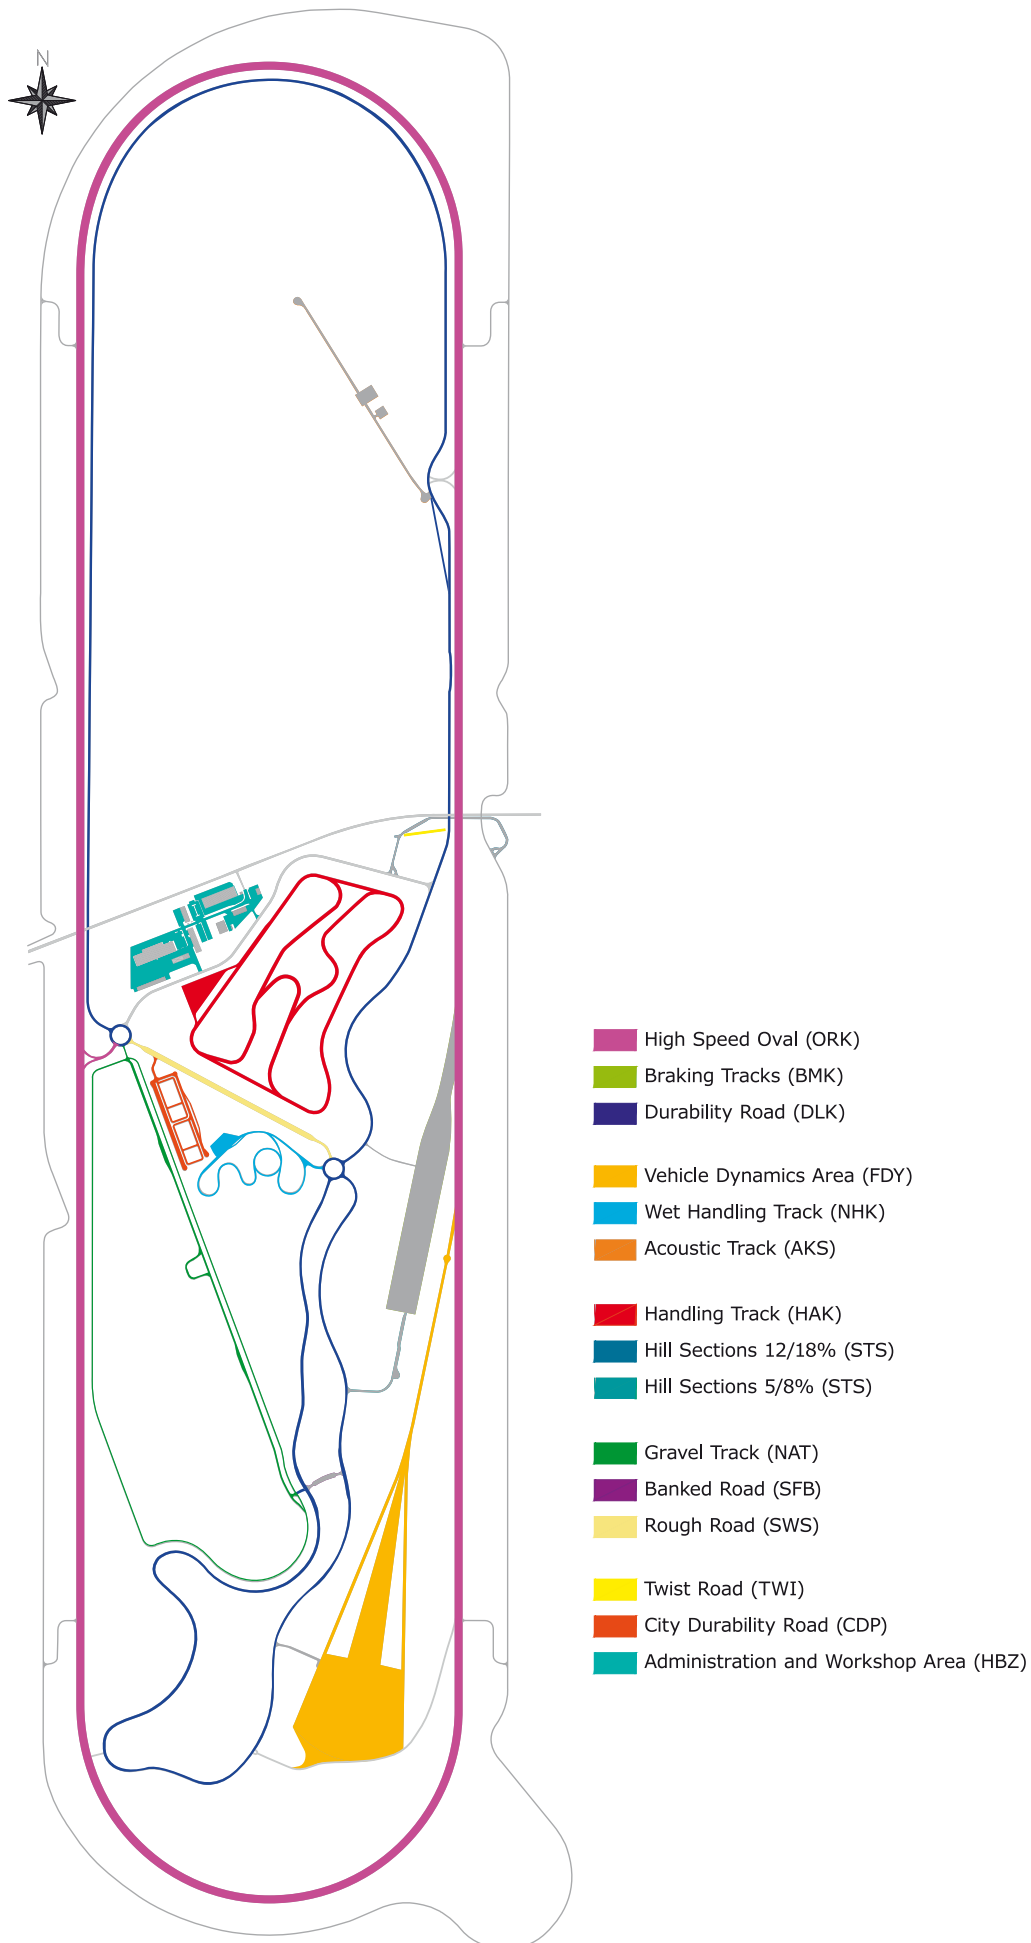 N
High Speed Oval (ORK)
Braking Tracks (BMK)
Durability Road (DLK)
Vehicle Dynamics Area (FDY)
Wet Handling Track (NHK)
Acoustic Track (AKS)
Handling Track (HAK)
Hill Sections 12/18% (STS)
Hill Sections 5/8% (STS)
Gravel Track (NAT)
Banked Road (SFB)
Rough Road (SWS)
Twist Road (TWI)
City Durability Road (CDP)
Administration and Workshop Area (HBZ)